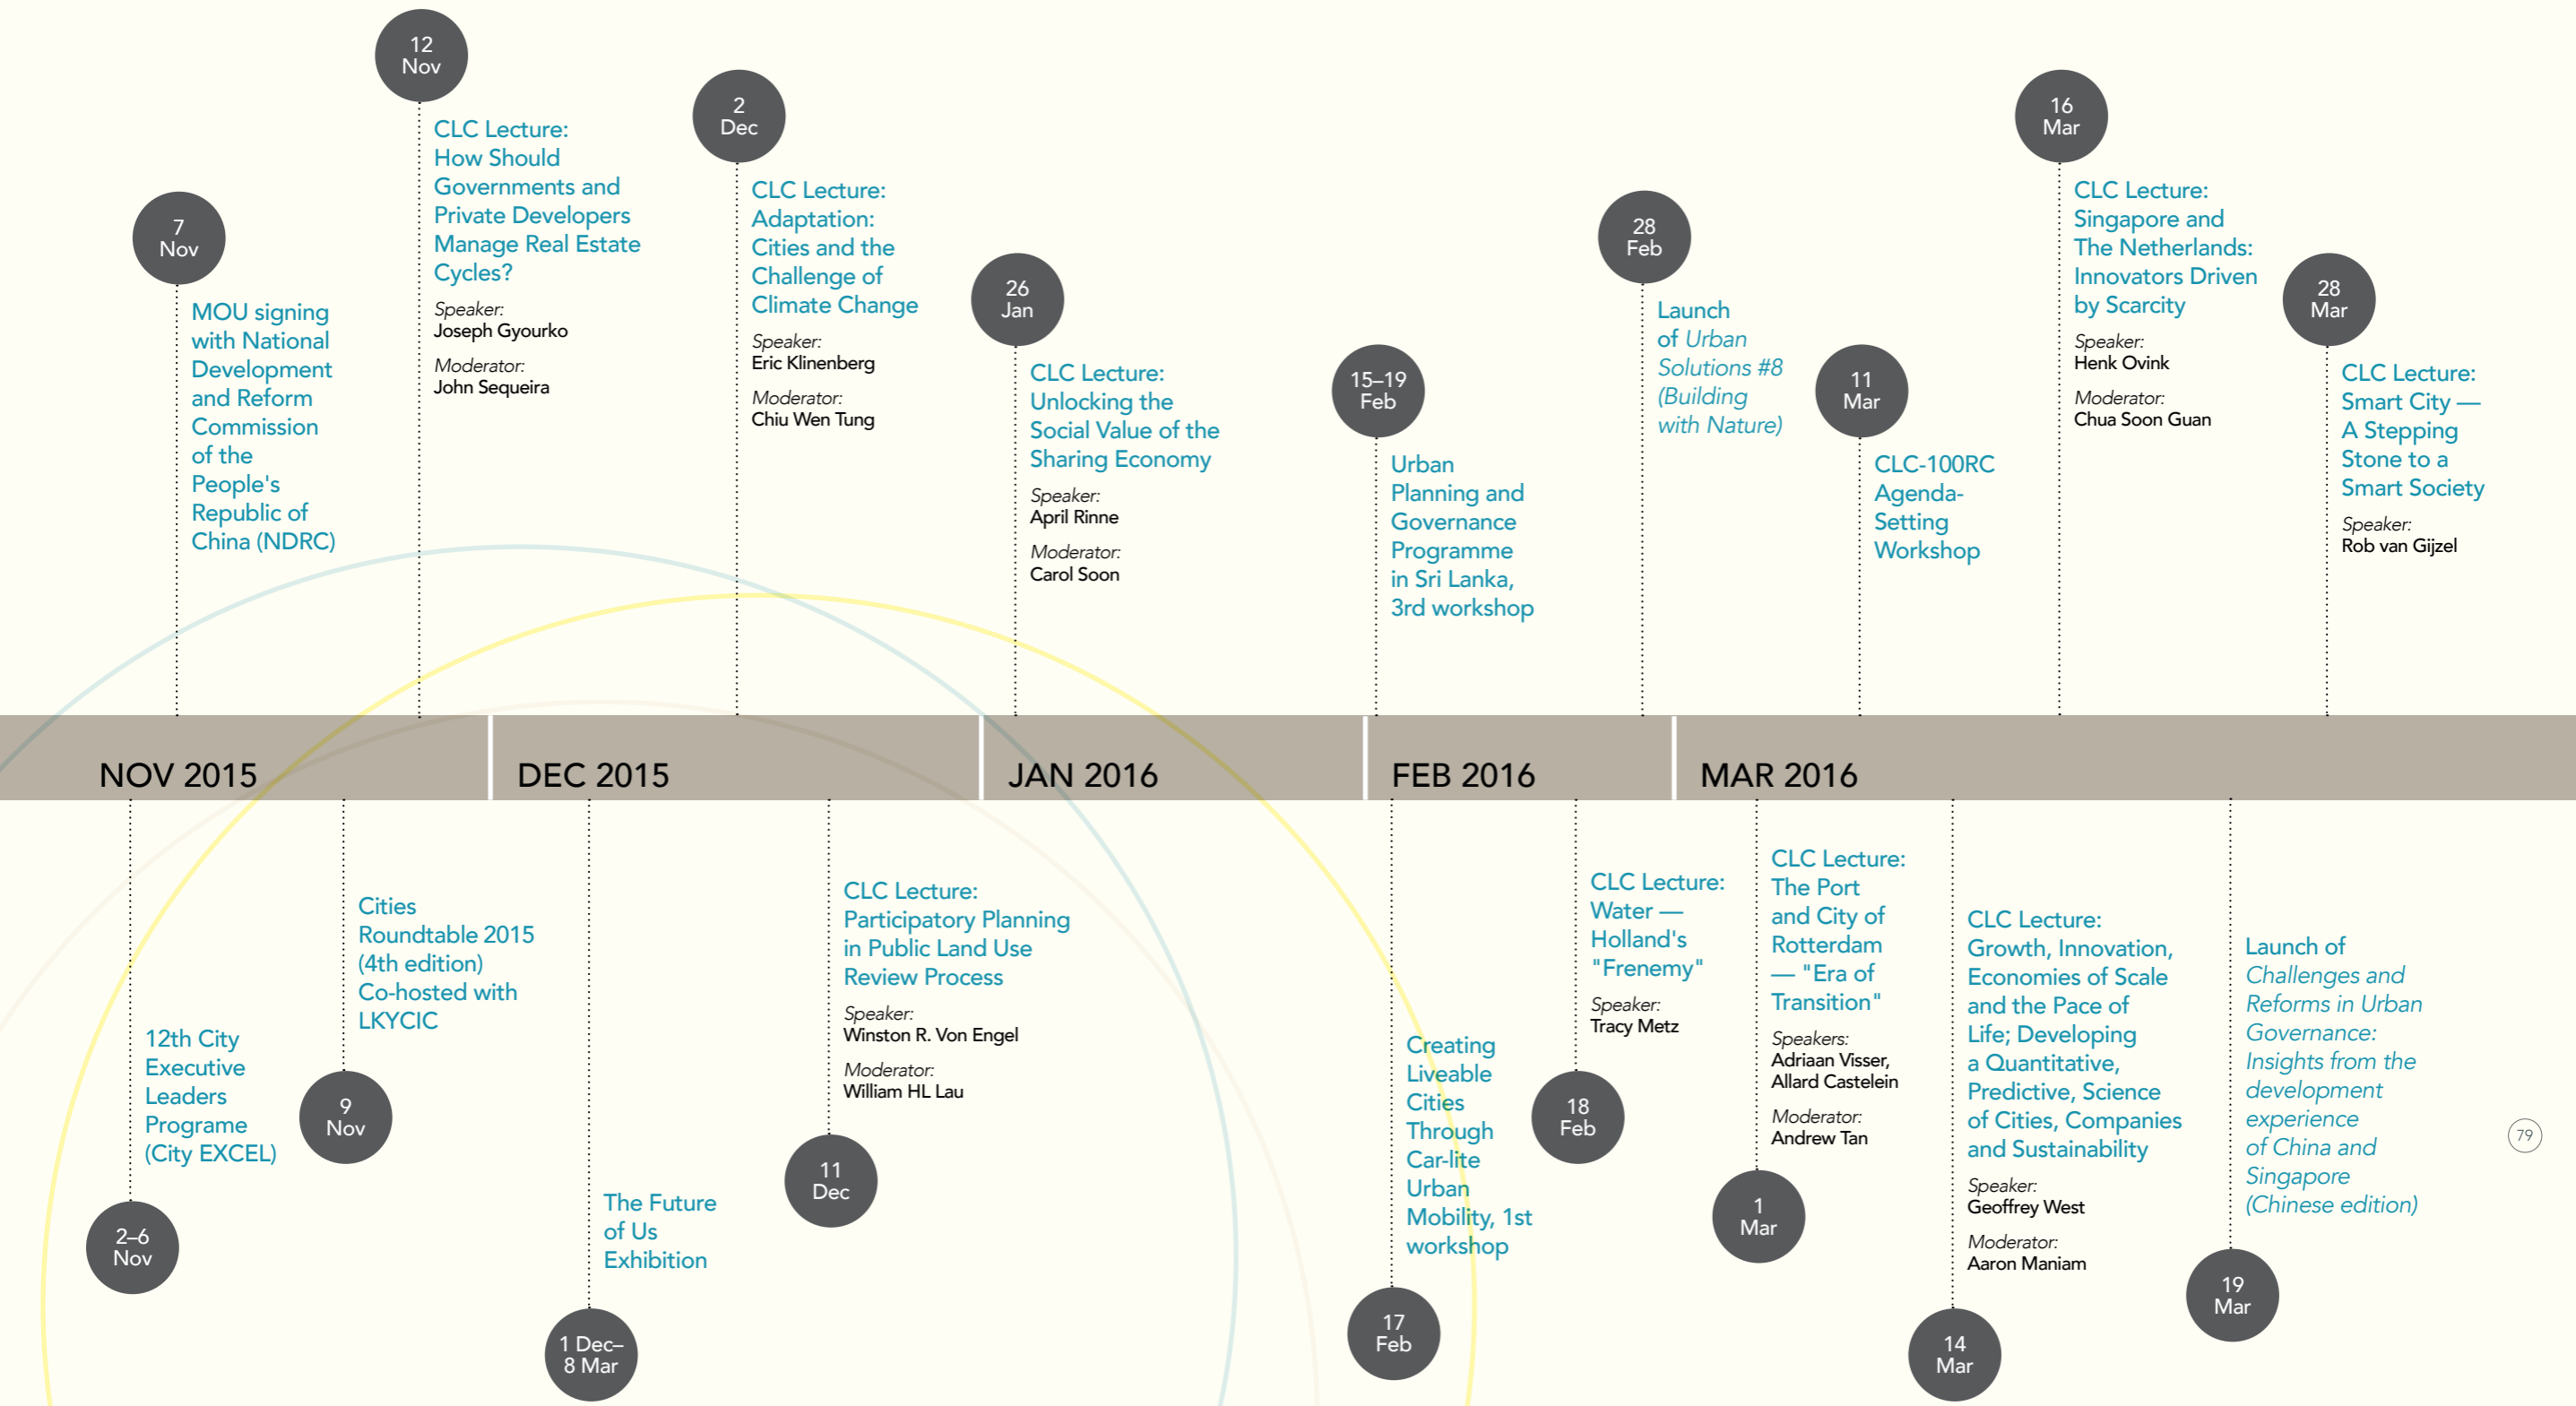 12
Nov
CLC Lecture:
How Should
Governments and
Private Developers
Manage Real Estate
Cycles?
Speaker:
Joseph Gyourko
Moderator:
John Sequeira
2
Dec
CLC Lecture:
Adaptation:
Cities and the
Challenge of
Climate Change
Speaker:
Eric Klinenberg
Moderator:
Chiu Wen Tung
16
Mar
CLC Lecture:
Singapore and
The Netherlands:
Innovators Driven
by Scarcity
Speaker:
Henk Ovink
Moderator:
Chua Soon Guan
7
Nov
MOU signing
with National
Development
and Reform
Commission
of the
People's
Republic of
China (NDRC)
26
Jan
CLC Lecture:
Unlocking the
Social Value of the
Sharing Economy
Speaker:
April Rinne
Moderator:
Carol Soon
15–19
Feb
Urban
Planning and
Governance
Programme
in Sri Lanka,
3rd workshop
28
Feb
Launch
of Urban
Solutions #8
(Building
with Nature)
11
Mar
CLC-100RC
Agenda-
Setting
Workshop
28
Mar
CLC Lecture:
Smart City —
A Stepping
Stone to a
Smart Society
Speaker:
Rob van Gijzel
NOV 2015
DEC 2015
JAN 2016
FEB 2016
MAR 2016
12th City
Executive
Leaders
Programe
(City EXCEL)
2–6
Nov
Cities
Roundtable 2015
(4th edition)
Co-hosted with
LKYCIC
9
Nov
The Future
of Us
Exhibition
1 Dec–
8 Mar
CLC Lecture:
Participatory Planning
in Public Land Use
Review Process
Speaker:
Winston R. Von Engel
Moderator:
William HL Lau
11
Dec
Creating
Liveable
Cities
Through
Car-lite
Urban
Mobility, 1st
workshop
17
Feb
CLC Lecture:
Water —
Holland's
"Frenemy"
Speaker:
Tracy Metz
18
Feb
CLC Lecture:
The Port
and City of
Rotterdam
— "Era of
Transition"
Speakers:
Adriaan Visser,
Allard Castelein
Moderator:
Andrew Tan
1
Mar
CLC Lecture:
Growth, Innovation,
Economies of Scale
and the Pace of
Life; Developing
a Quantitative,
Predictive, Science
of Cities, Companies
and Sustainability
Speaker:
Geoffrey West
Moderator:
Aaron Maniam
14
Mar
Launch of
Challenges and
Reforms in Urban
Governance:
Insights from the
development
experience
of China and
Singapore
(Chinese edition)
19
Mar
79